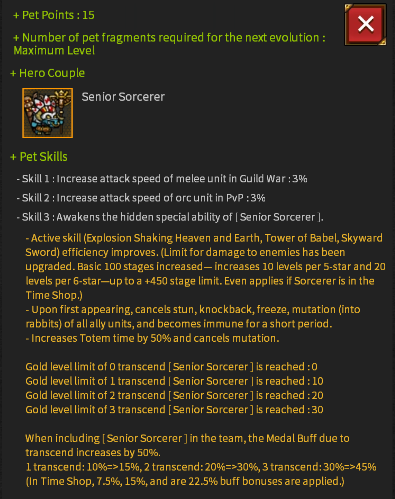 + Pet Points : 15
+ Number of pet fragments required for the next evolution :
Maximum Level
+ Hero Couple
Senior Sorcerer
+ Pet Skills
- Skill 1 : Increase attack speed of melee unit in Guild War : 3%
- Skill 2 : Increase attack speed of orc unit in PvP : 3%
- Skill 3 : Awakens the hidden special ability of [ Senior Sorcerer ].
- Active skill (Explosion Shaking Heaven and Earth, Tower of Babel, Skyward
Sword) efficiency improves. (Limit for damage to enemies has been
upgraded. Basic 100 stages increased— increases 10 levels per 5-star and 20
levels per 6-star—up to a +450 stage limit. Even applies if Sorcerer is in the
Time Shop.)
- Upon first appearing, cancels stun, knockback, freeze, mutation (into
rabbits) of all ally units, and becomes immune for a short period.
- Increases Totem time by 50% and cancels mutation.
Gold level limit of 0 transcend [ Senior Sorcerer ] is reached : 0
Gold level limit of 1 transcend [ Senior Sorcerer ] is reached : 10
Gold level limit of 2 transcend [ Senior Sorcerer ] is reached : 20
Gold level limit of 3 transcend [ Senior Sorcerer ] is reached : 30
When including [ Senior Sorcerer ] in the team, the Medal Buff due to
transcend increases by 50%.
1 transcend: 10%=>15%, 2 transcend: 20%=>30%, 3 transcend: 30%=>45%
(In Time Shop, 7.5%, 15%, and are 22.5% buff bonuses are applied.)